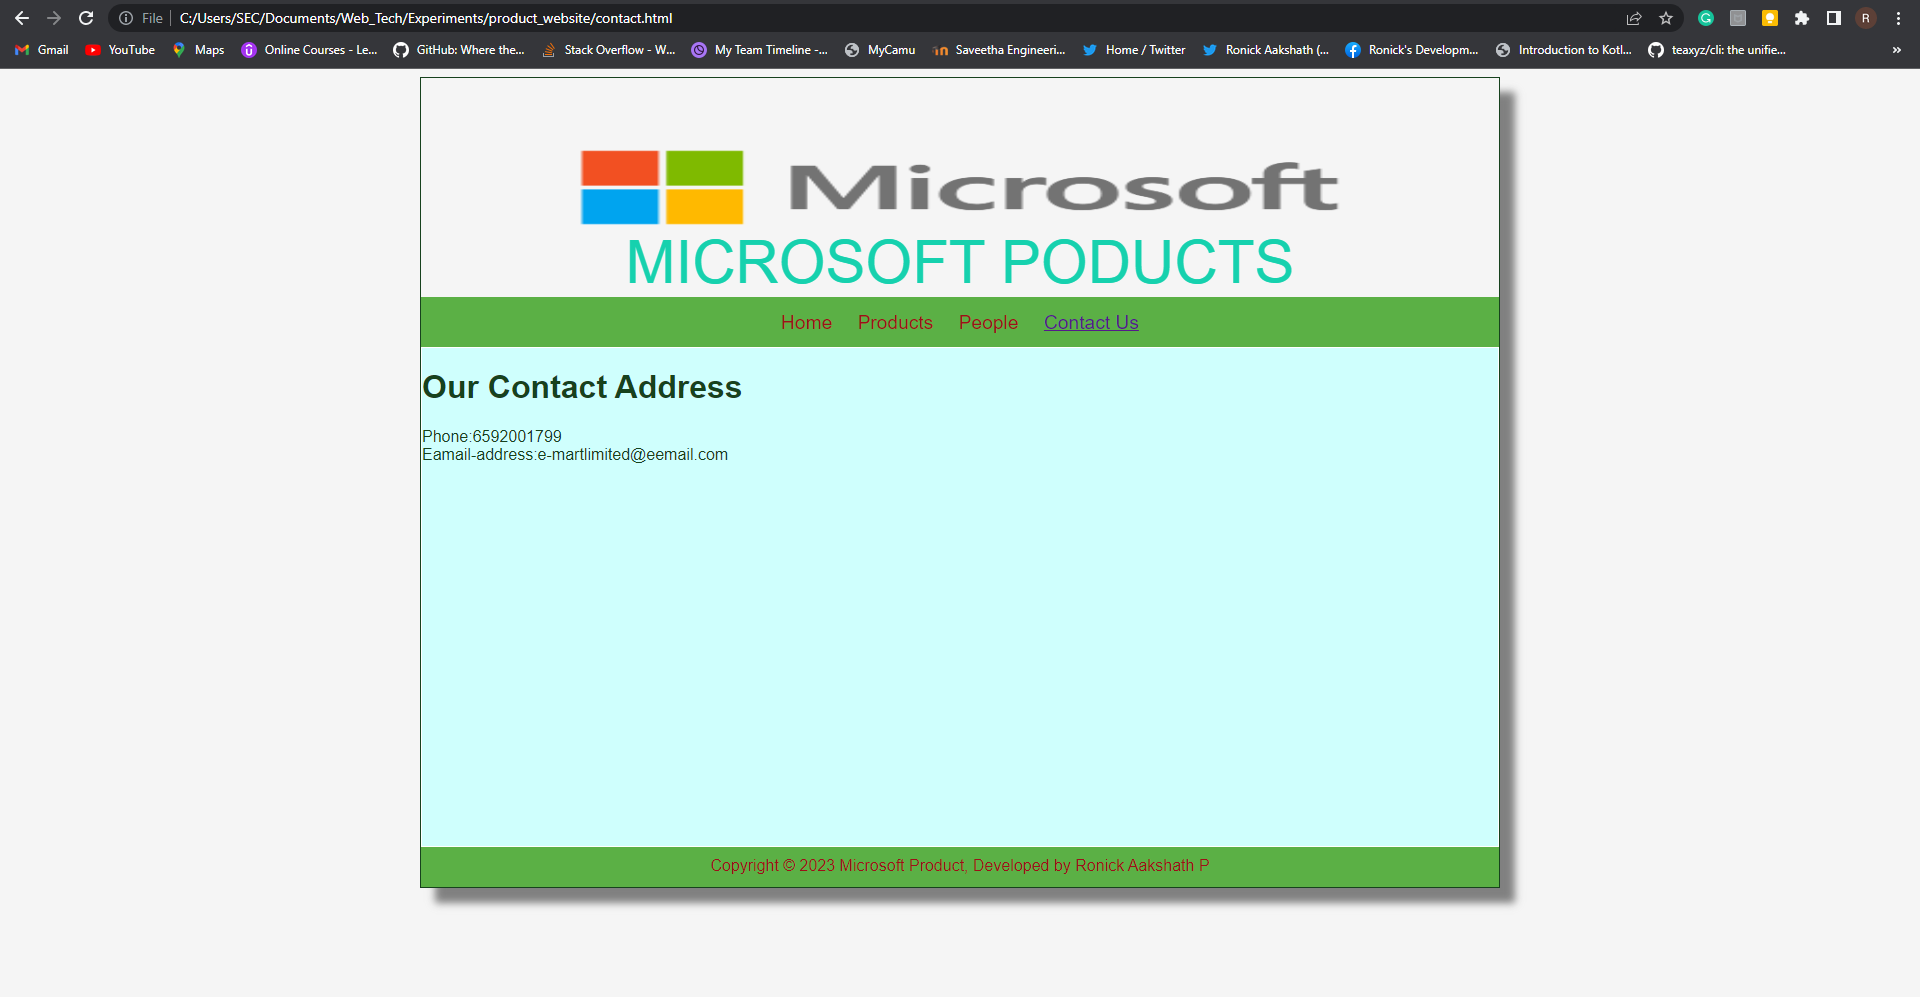 File C:/Users/SEC/Documents/Web_Tech/Experiments/product_website/contact.html R
Gmail YouTube Maps Online Courses - Le... GitHub: Where the... Stack Overflow - W... My Team Timeline -... MyCamu Saveetha Engineeri... Home / Twitter Ronick Aakshath (... Ronick's Developm... Introduction to Kotl... teaxyz/cli: the unifie... »
Microsoft
MICROSOFT PODUCTS
Home Products People Contact Us
Our Contact Address
Phone:6592001799
Eamail-address:e-martlimited@eemail.com
Copyright © 2023 Microsoft Product, Developed by Ronick Aakshath P